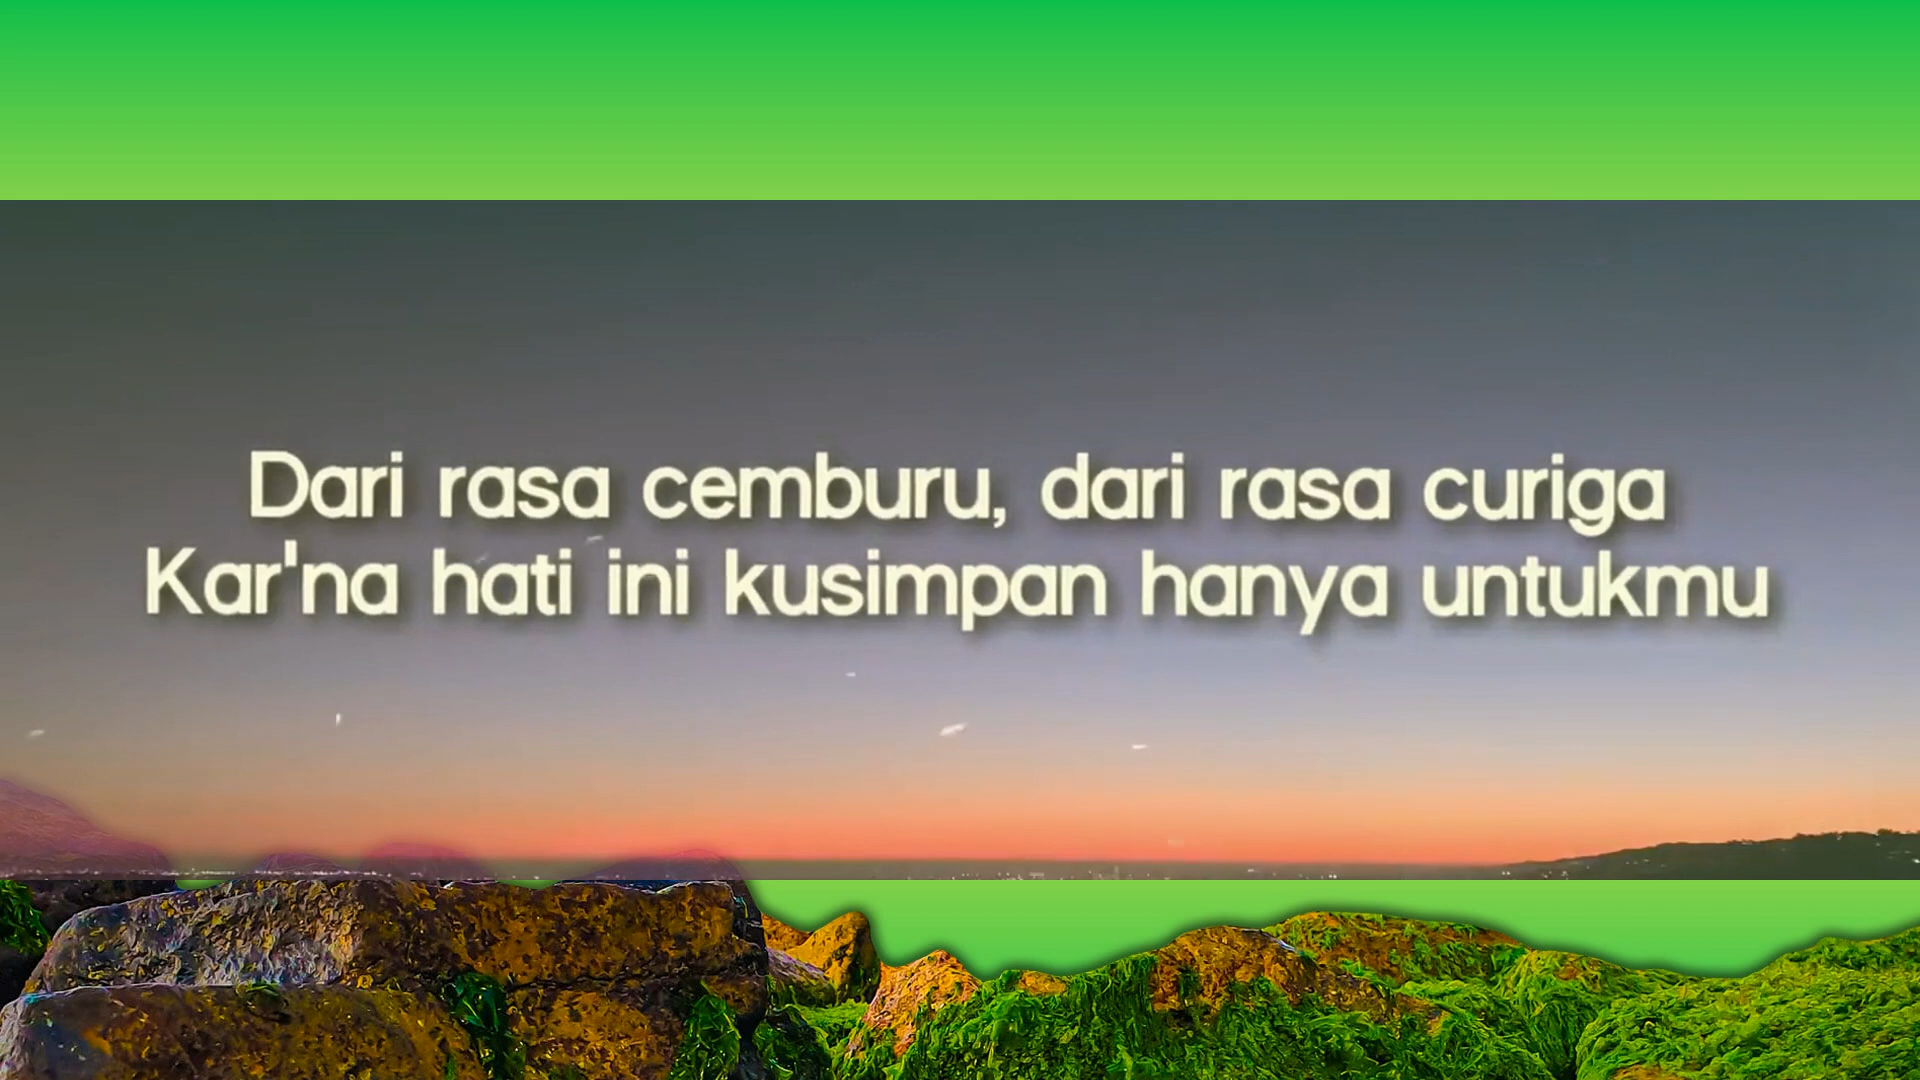 Dari rasa cemburu, dari rasa curiga
Kar'na hati ini kusimpan hanya untukmu